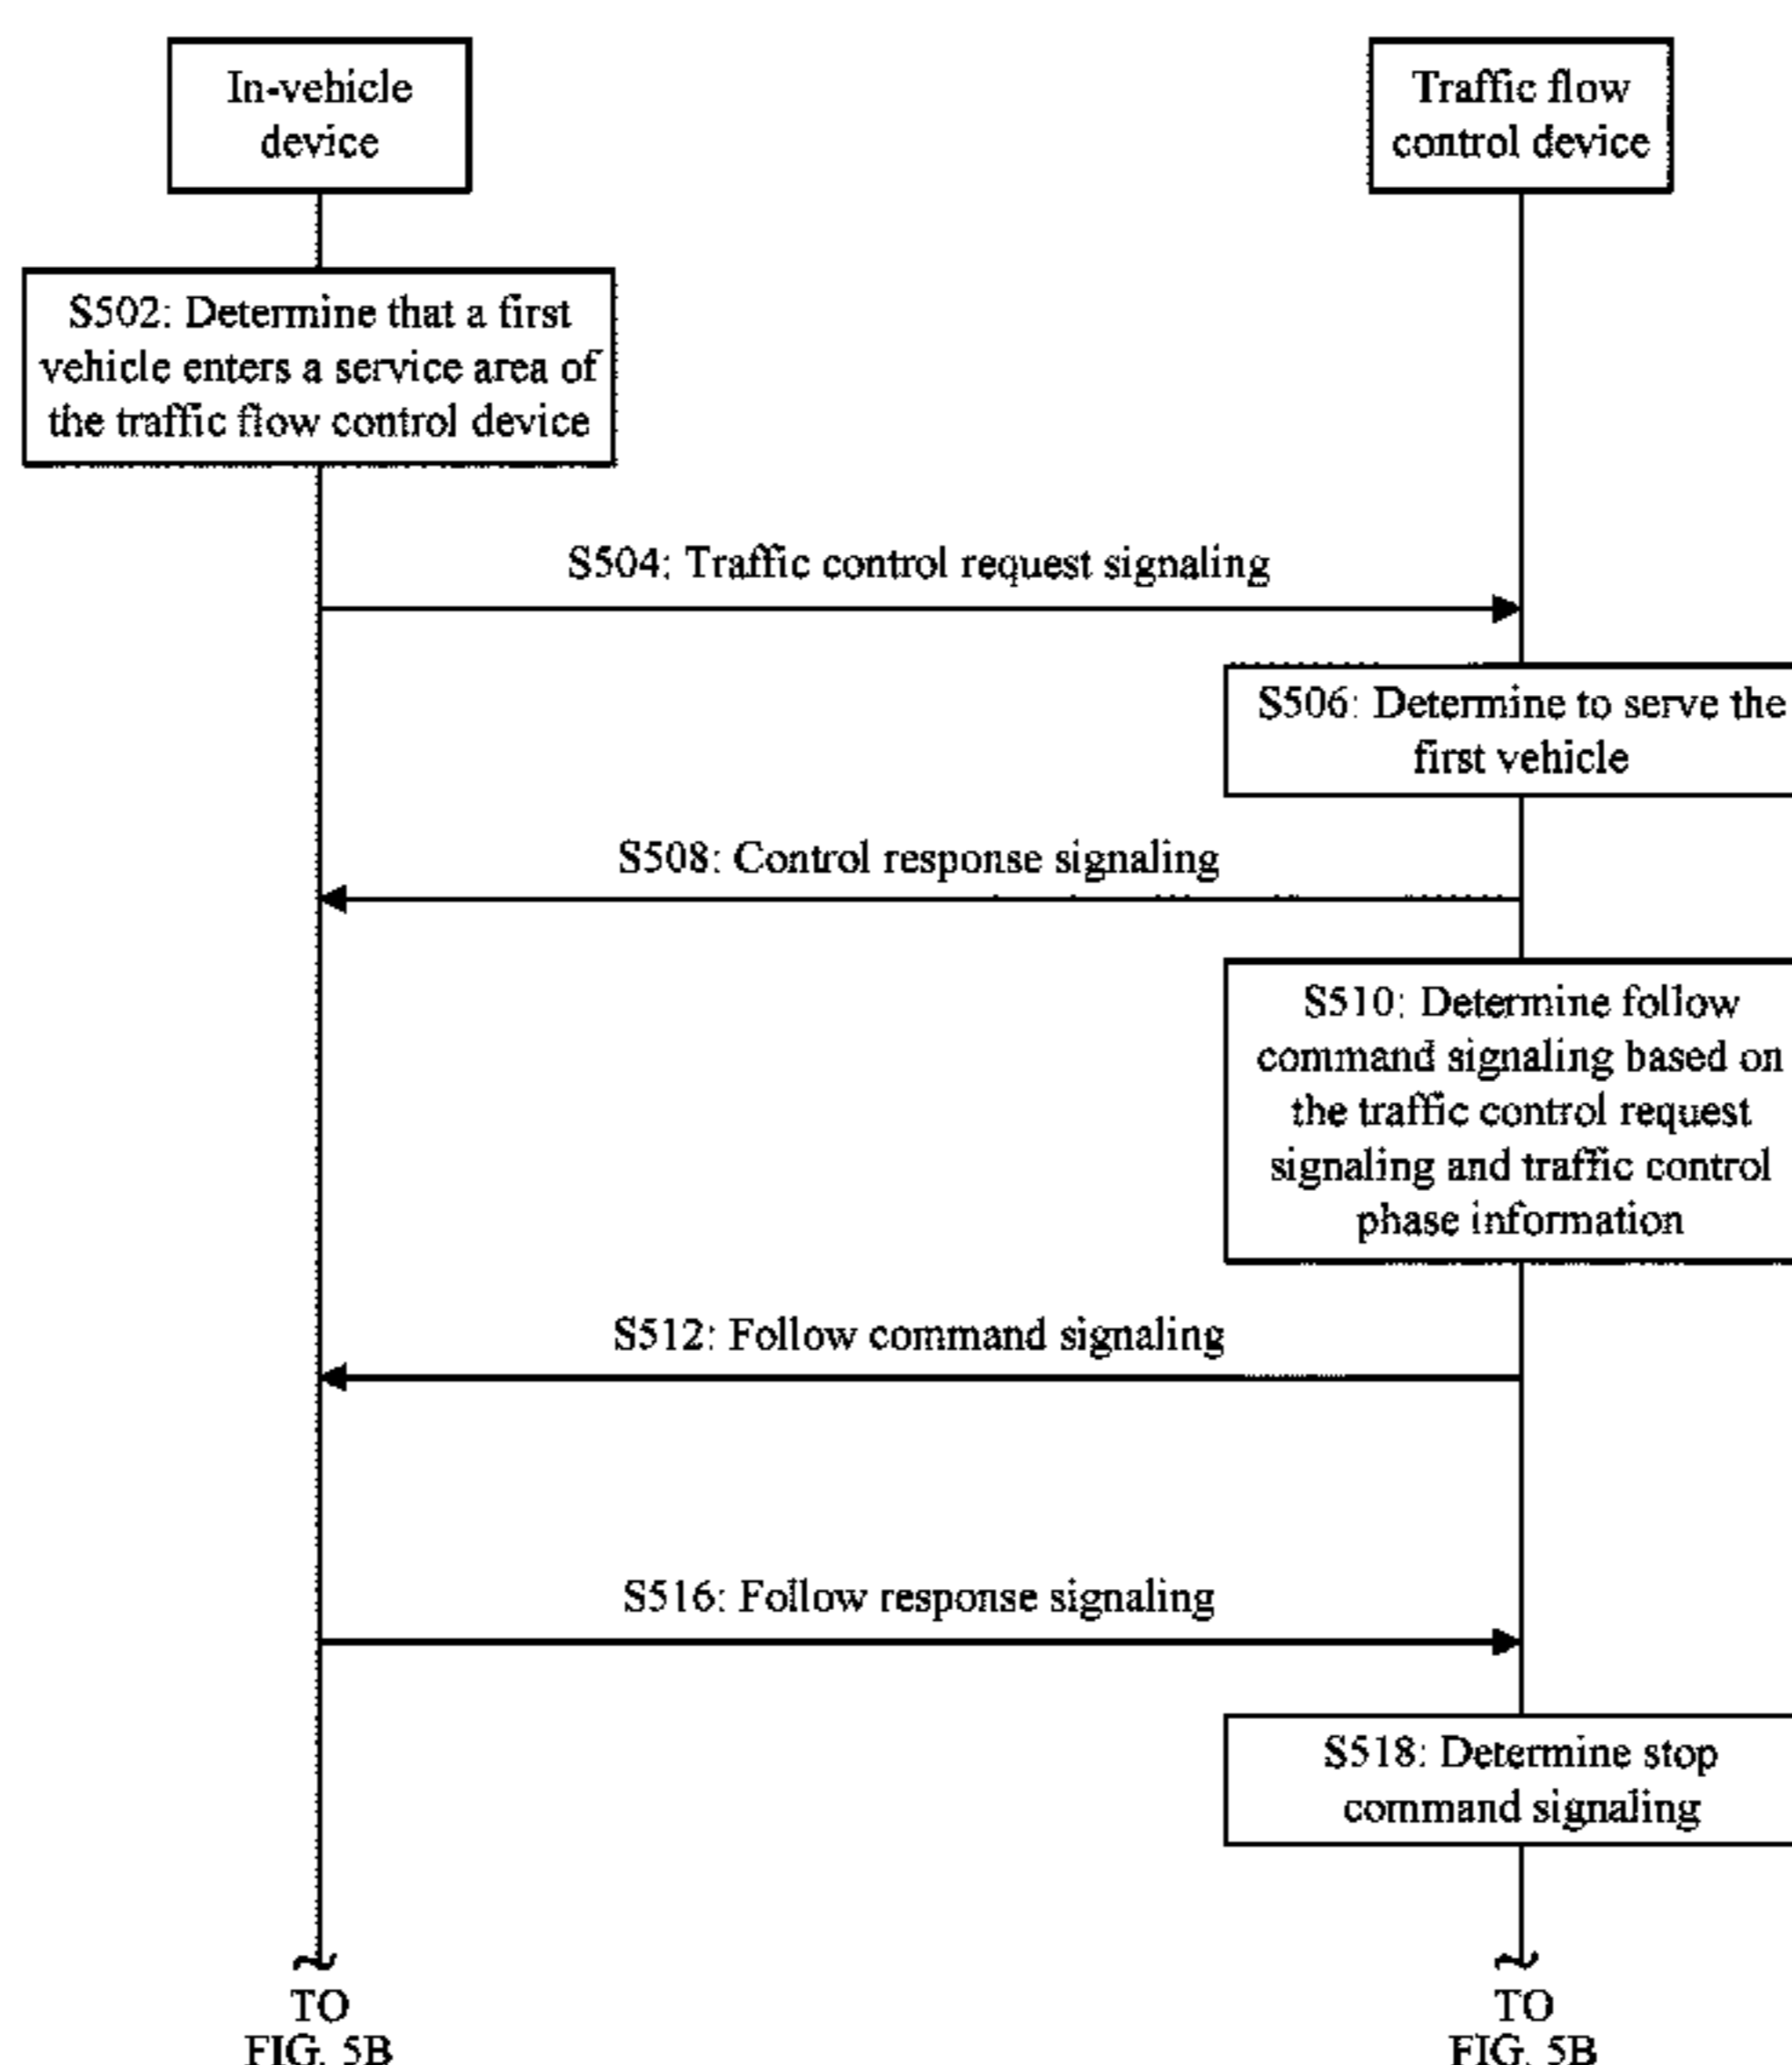 In-vehicle
device
Traffic flow
control device
S502: Determine that a first
vehicle enters a service area of
the traffic flow control device
S504: Traffic control request signaling
S506: Determine to serve the
first vehicle
S508: Control response signaling
S510: Determine follow
command signaling based on
the traffic control request
signaling and traffic control
phase information
S512: Follow command signaling
S516: Follow response signaling
S518: Determine stop
command signaling
TO
FIG. 5B
TO
FIG. 5B